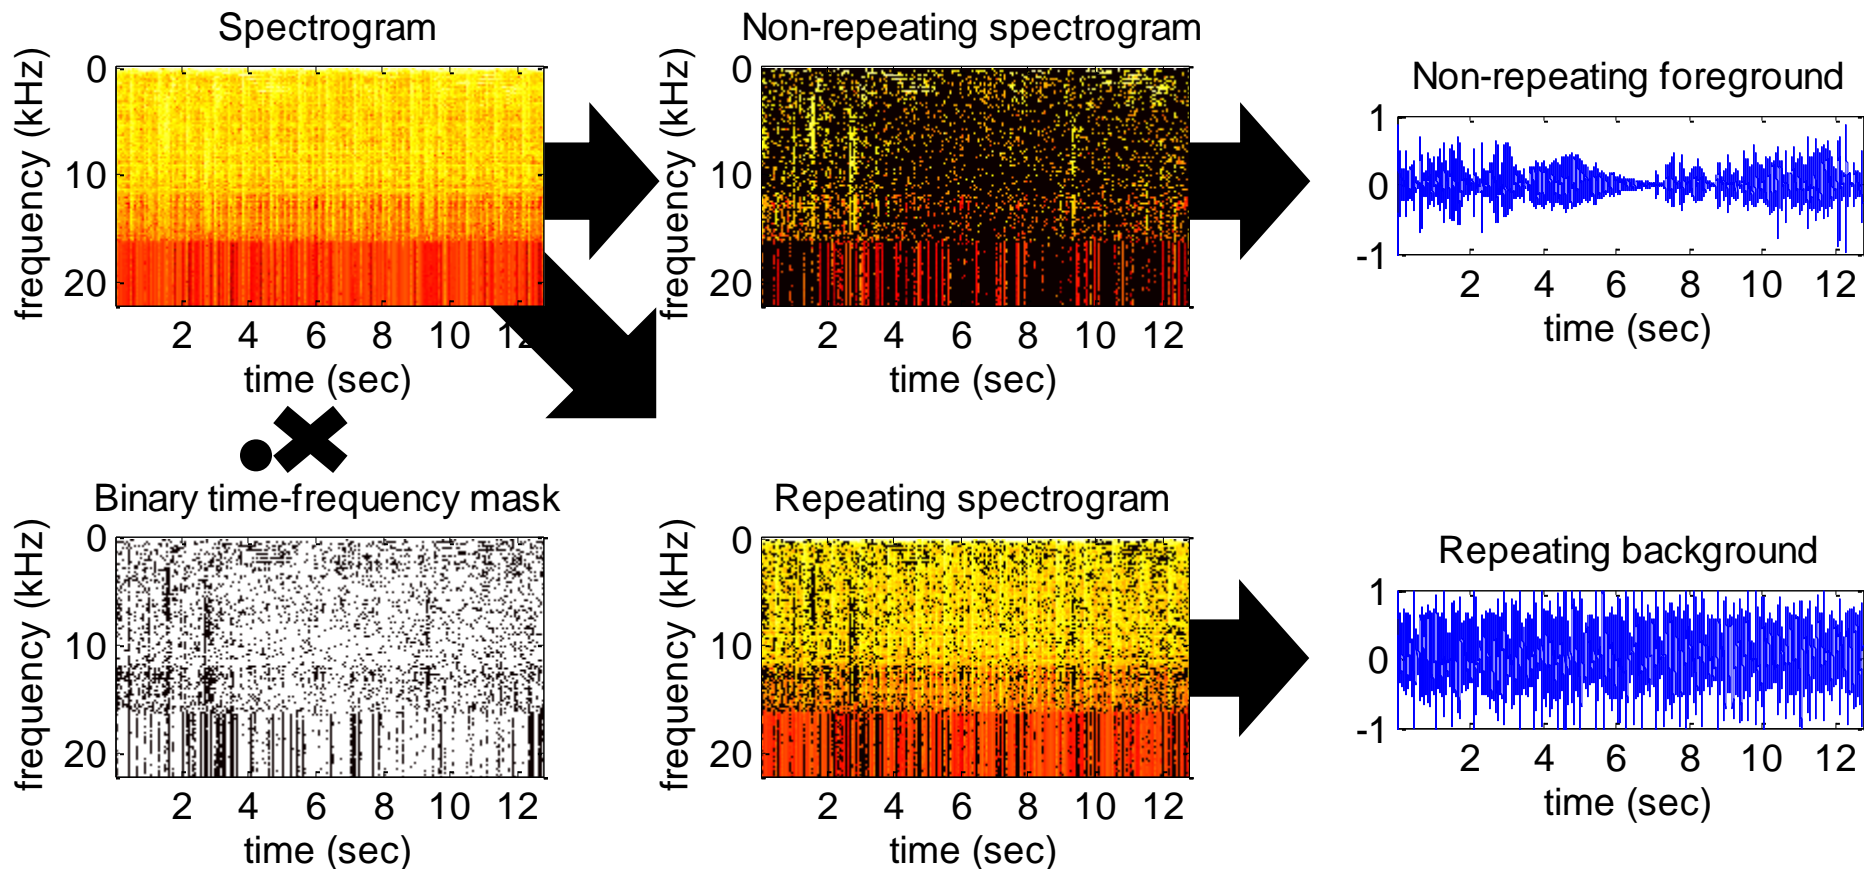 Spectrogram
frequency (kHz)
0
10
20
2 4 6 8 10 12
time (sec)
Non-repeating spectrogram
frequency (kHz)
0
10
20
2 4 6 8 10 12
time (sec)
Non-repeating foreground
1
0
-1
2 4 6 8 10 12
time (sec)
Binary time-frequency mask
frequency (kHz)
0
10
20
2 4 6 8 10 12
time (sec)
Repeating spectrogram
frequency (kHz)
0
10
20
2 4 6 8 10 12
time (sec)
Repeating background
1
0
-1
2 4 6 8 10 12
time (sec)